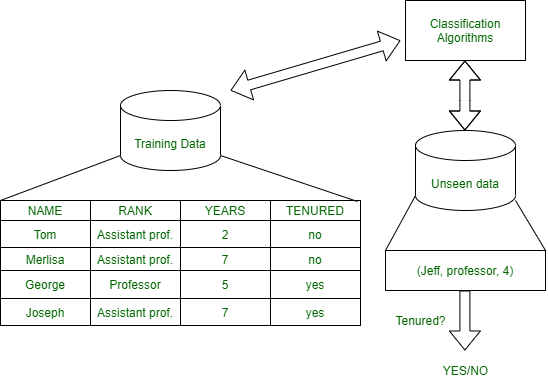 Classification
Algorithms
Training Data
Unseen data
NAME RANK YEARS TENURED
Tom Assistant prof. 2 no
Merlisa Assistant prof. 7 no
George Professor 5 yes
Joseph Assistant prof. 7 yes
(Jeff, professor, 4)
Tenured?
YES/NO